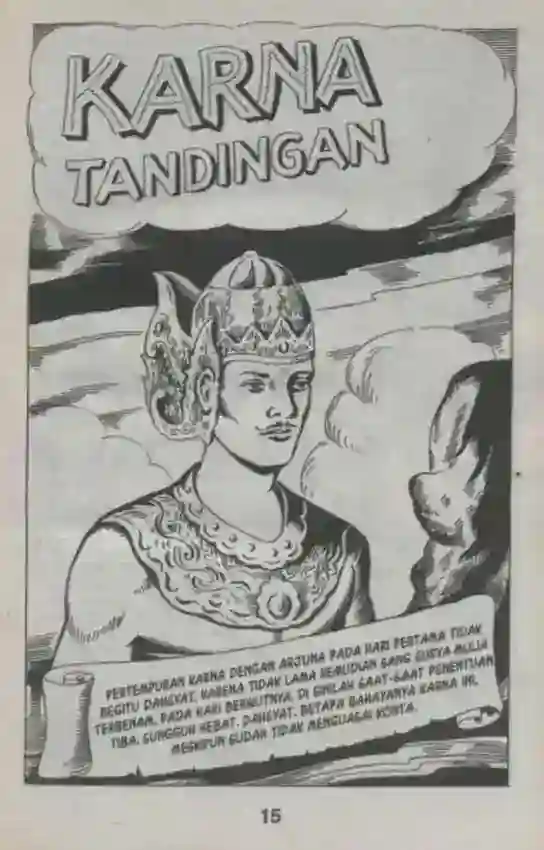 KARNA
TANDINGAN
PERTEMPURAN KARNA DENGAN ARJUNA PADA HARI PERTAMA TIDAK
BEGITU DAHSYAT, KARENA TIDAK LAMA KEMUDIAN SANG SURYA MULIA
TERBENAM. PADA HARI BERIKUTNYA, DI SINILAH SAAT-SAAT PENENTUAN
TIBA, SUNGGUH HEBAT, DAHSYAT, BETAPA BAHAYANYA KARNA INI,
MESKIPUN SUDAH TIDAK MENGUASAI KONTA.
15